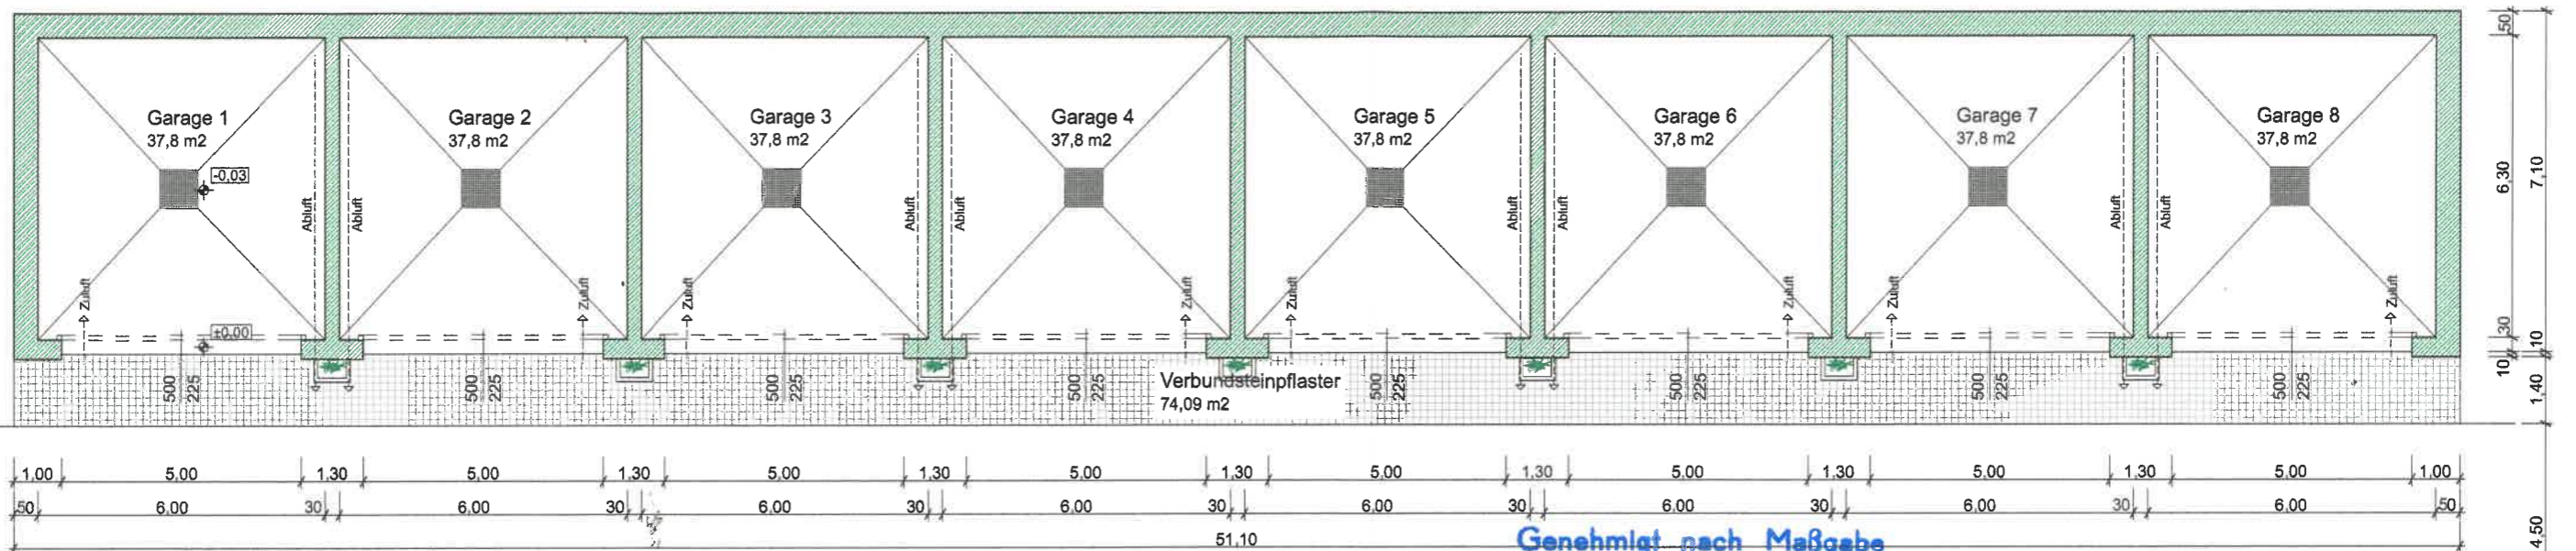 Garage 1
37,8 m2
Garage 2
37,8 m2
Garage 3
37,8 m2
Garage 4
37,8 m2
Garage 5
37,8 m2
Garage 6
37,8 m2
Garage 7
37,8 m2
Garage 8
37,8 m2
-0,03
Abluft
Abluft
Abluft
Abluft
Abluft
Abluft
Abluft
Abluft
Zuluft
Zuluft
Zuluft
Zuluft
Zuluft
Zuluft
Zuluft
Zuluft
±0,00
500
225
500
225
500
225
500
225
500
225
500
225
500
225
500
225
Verbundsteinpflaster
74,09 m2
50
6,30
7,10
30
10
10
1,40
4,50
1,00 5,00 1,30 5,00 1,30 5,00 1,30 5,00 1,30 5,00 1,30 5,00 1,30 5,00 1,30 5,00 1,00
50 6,00 30 6,00 30 6,00 30 6,00 30 6,00 30 6,00 30 6,00 30 6,00 50
51,10
Genehmigt nach Maßgabe